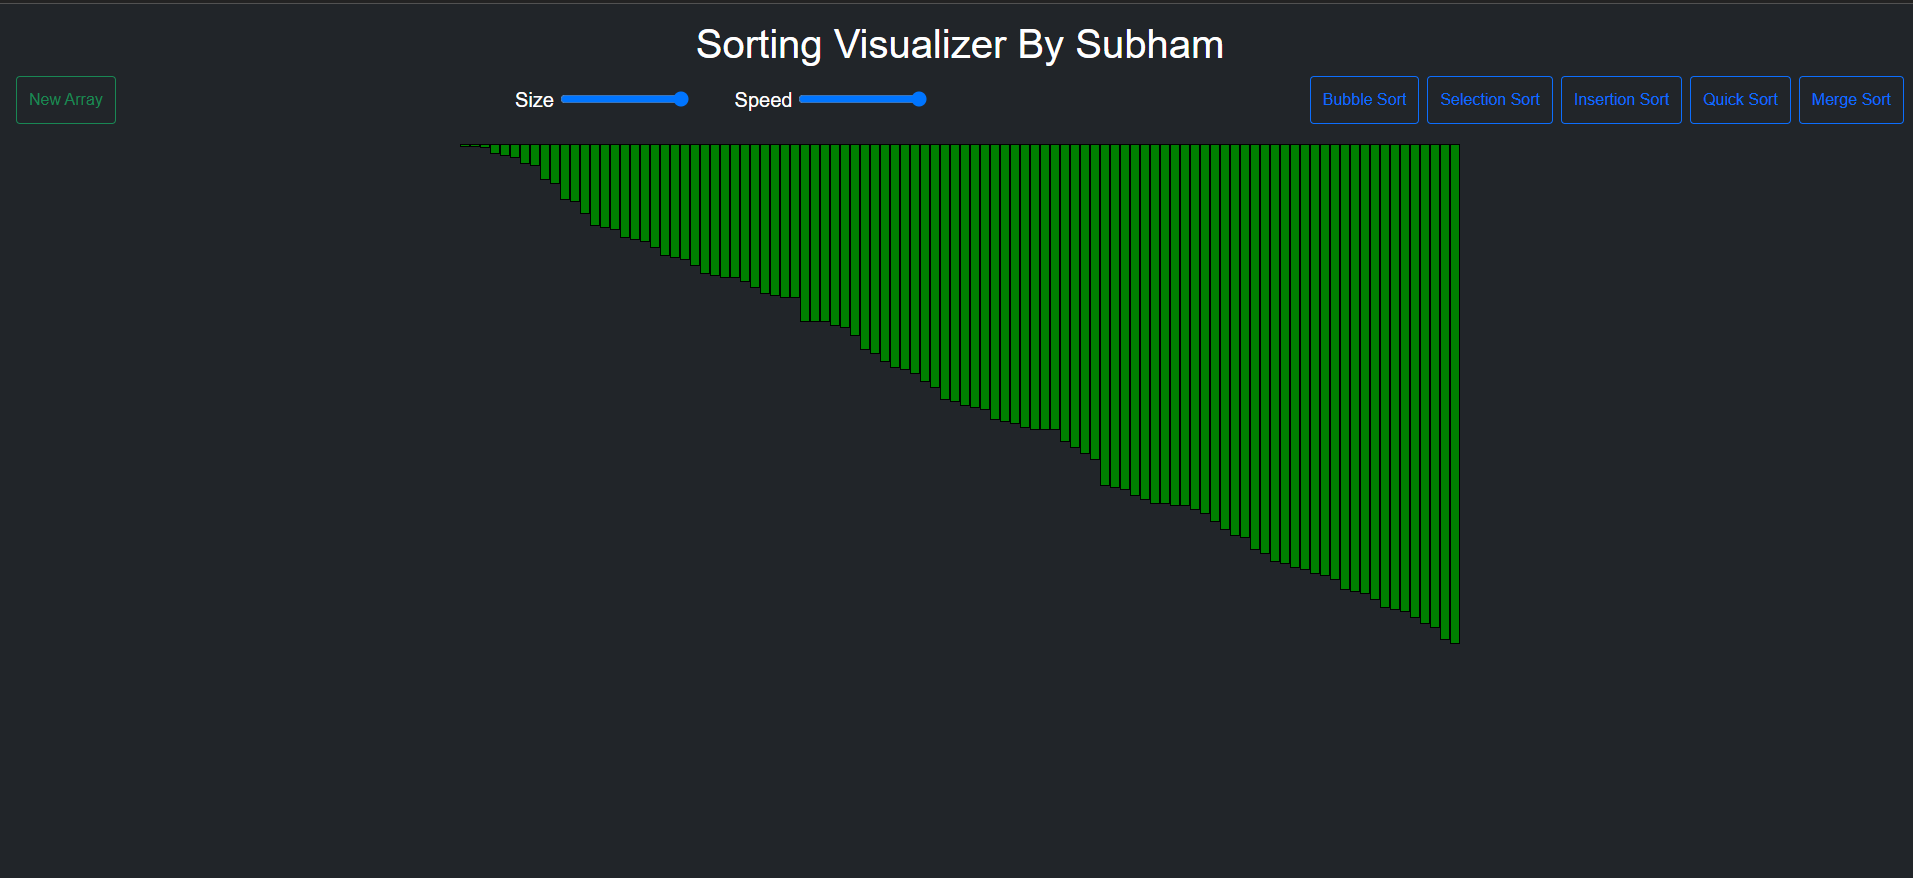 Sorting Visualizer By Subham
New Array
Size
Speed
Bubble Sort
Selection Sort
Insertion Sort
Quick Sort
Merge Sort